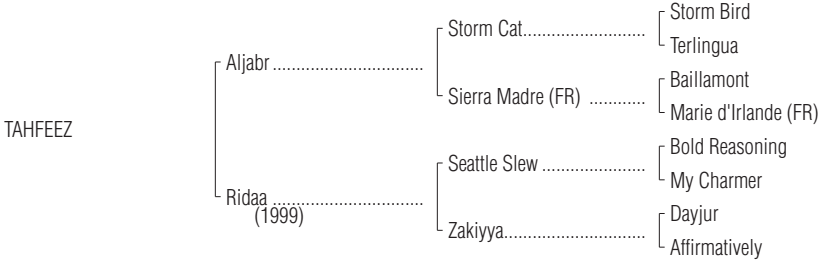 Storm Bird
Storm Cat..........................
Terlingua
Aljabr ................................
Baillamont
Sierra Madre (FR) ............
Marie d'Irlande (FR)
TAHFEEZ
Bold Reasoning
Seattle Slew ......................
My Charmer
Ridaa ................................
(1999)
Dayjur
Zakiyya..............................
Affirmatively